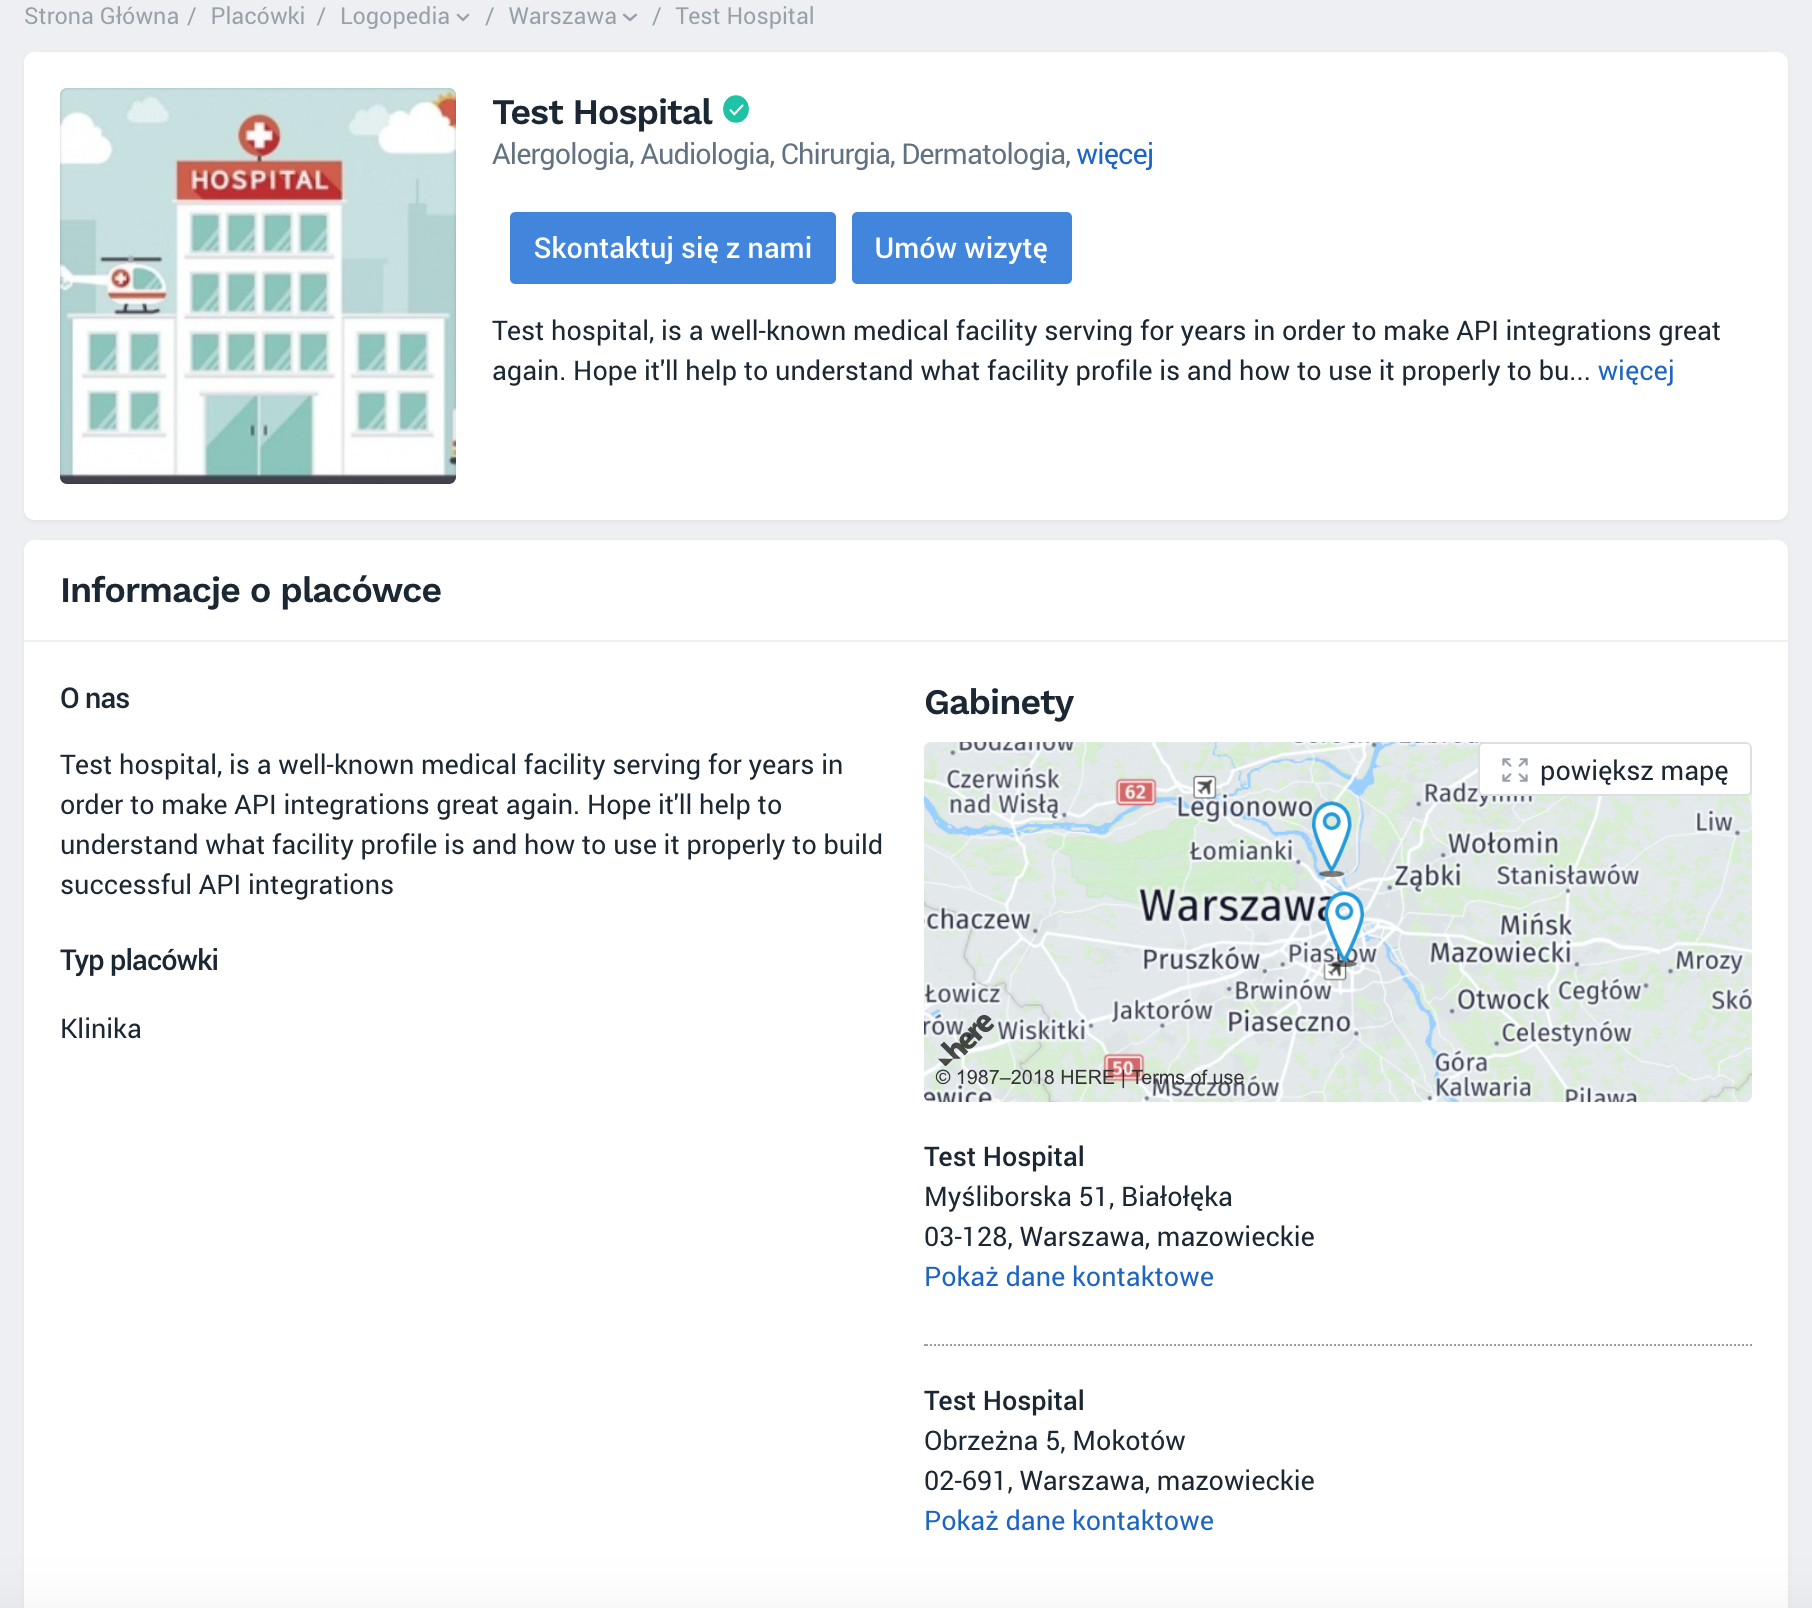 Strona Główna / Placówki / Logopedia / Warszawa / Test Hospital
HOSPITAL
Test Hospital
Alergologia, Audiologia, Chirurgia, Dermatologia, więcej
Skontaktuj się z nami Umów wizytę
Test hospital, is a well-known medical facility serving for years in order to make API integrations great
again. Hope it'll help to understand what facility profile is and how to use it properly to bu... więcej
Informacje o placówce
O nas
Test hospital, is a well-known medical facility serving for years in
order to make API integrations great again. Hope it'll help to
understand what facility profile is and how to use it properly to build
successful API integrations
Typ placówki
Klinika
Gabinety
powiększ mapę
Bodzanów
Czerwińsk
nad Wisłą
62
Legionowo
Radzymin
Liw
Łomianki
Wołomin
Ząbki
Stanisławów
Warszawa
chaczew
Mińsk
Mazowiecki
Pruszków
Piastów
Mrozy
Łowicz
Brwinów
Otwock
Cegłów
Skó
Jaktorów
Piaseczno
rów
Wiskitki
Celestynów
here
50
Góra
Kalwaria
© 1987–2018 HERE | Terms of use
Mszczonów
ewice
Pilawa
Test Hospital
Myśliborska 51, Białołęka
03-128, Warszawa, mazowieckie
Pokaż dane kontaktowe
Test Hospital
Obrzeżna 5, Mokotów
02-691, Warszawa, mazowieckie
Pokaż dane kontaktowe